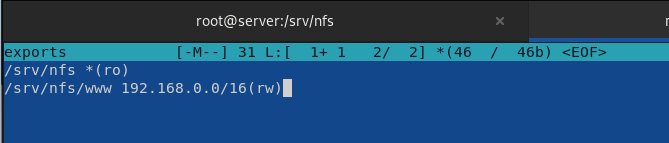 root@server:/srv/nfs ×
exports [-M--] 31 L:[ 1+ 1 2/ 2] *(46 / 46b) <EOF>
/srv/nfs *(ro)
/srv/nfs/www 192.168.0.0/16(rw)